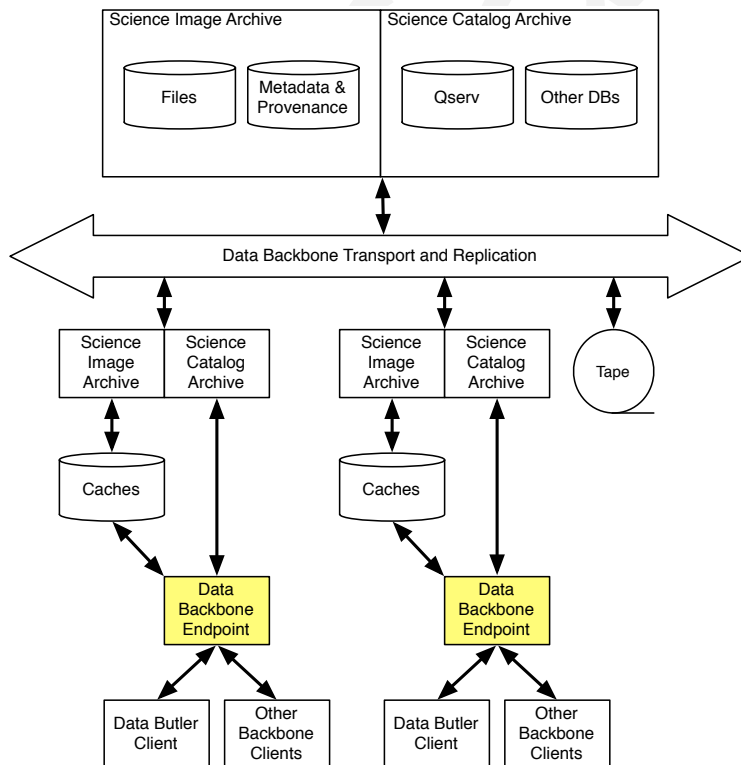 Science Image Archive
Science Catalog Archive
Files
Metadata &
Provenance
Qserv
Other DBs
Data Backbone Transport and Replication
Science
Image
Archive
Science
Catalog
Archive
Science
Image
Archive
Science
Catalog
Archive
Tape
Caches
Caches
Data
Backbone
Endpoint
Data
Backbone
Endpoint
Data Butler
Client
Other
Backbone
Clients
Data Butler
Client
Other
Backbone
Clients